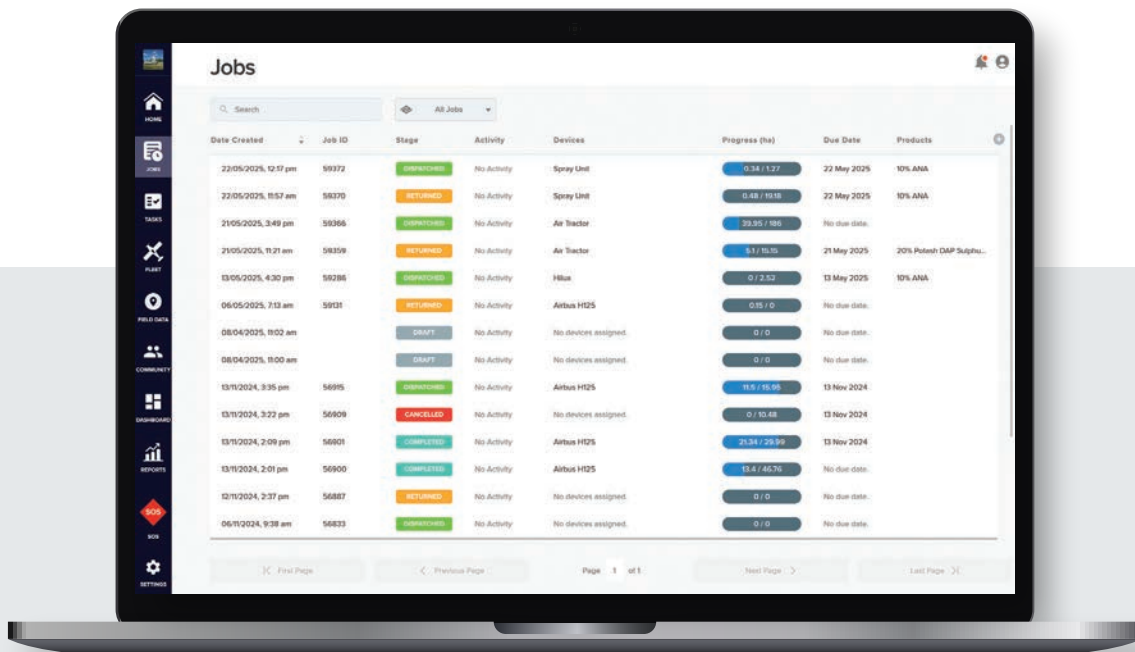 Jobs
HOME
JOBS
TASKS
FLEET
FIELD DATA
COMMUNITY
DASHBOARD
REPORTS
SOS
SOS
SETTINGS
Search
All Jobs
Date Created Job ID Stage Activity Devices Progress (ha) Due Date Products
22/05/2025, 12:17 pm 59372 DISPATCHED No Activity Spray Unit 0.34 / 1.27 22 May 2025 10% ANA
22/05/2025, 11:57 am 59370 RETURNED No Activity Spray Unit 0.48 / 19.18 22 May 2025 10% ANA
21/05/2025, 3:49 pm 59366 DISPATCHED No Activity Air Tractor 39.95 / 186 No due date.
21/05/2025, 11:21 am 59359 RETURNED No Activity Air Tractor 5.1 / 15.15 21 May 2025 20% Potash DAP Sulphu...
13/05/2025, 4:30 pm 59286 DISPATCHED No Activity Hilux 0 / 2.52 13 May 2025 10% ANA
06/05/2025, 7:13 am 59131 RETURNED No Activity Airbus H125 0.15 / 0 No due date.
08/04/2025, 11:02 am DRAFT No Activity No devices assigned. 0 / 0 No due date.
08/04/2025, 11:00 am DRAFT No Activity No devices assigned. 0 / 0 No due date.
13/11/2024, 3:35 pm 56915 DISPATCHED No Activity Airbus H125 11.5 / 15.95 13 Nov 2024
13/11/2024, 3:22 pm 56909 CANCELLED No Activity No devices assigned. 0 / 10.48 13 Nov 2024
13/11/2024, 2:09 pm 56901 COMPLETED No Activity Airbus H125 21.34 / 29.99 13 Nov 2024
13/11/2024, 2:01 pm 56900 COMPLETED No Activity Airbus H125 13.4 / 46.76 No due date.
12/11/2024, 2:37 pm 56887 RETURNED No Activity No devices assigned. 0 / 0 No due date.
06/11/2024, 9:38 am 56833 DISPATCHED No Activity No devices assigned. 0 / 0 No due date.
First Page Previous Page Page 1 of 1 Next Page Last Page